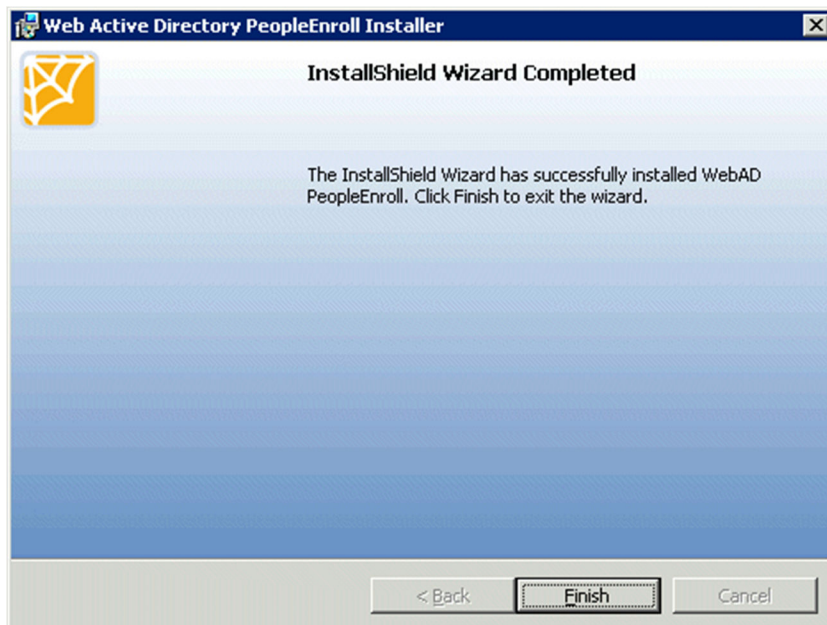 Web Active Directory PeopleEnroll Installer
InstallShield Wizard Completed
The InstallShield Wizard has successfully installed WebAD
PeopleEnroll. Click Finish to exit the wizard.
< Back
Finish
Cancel